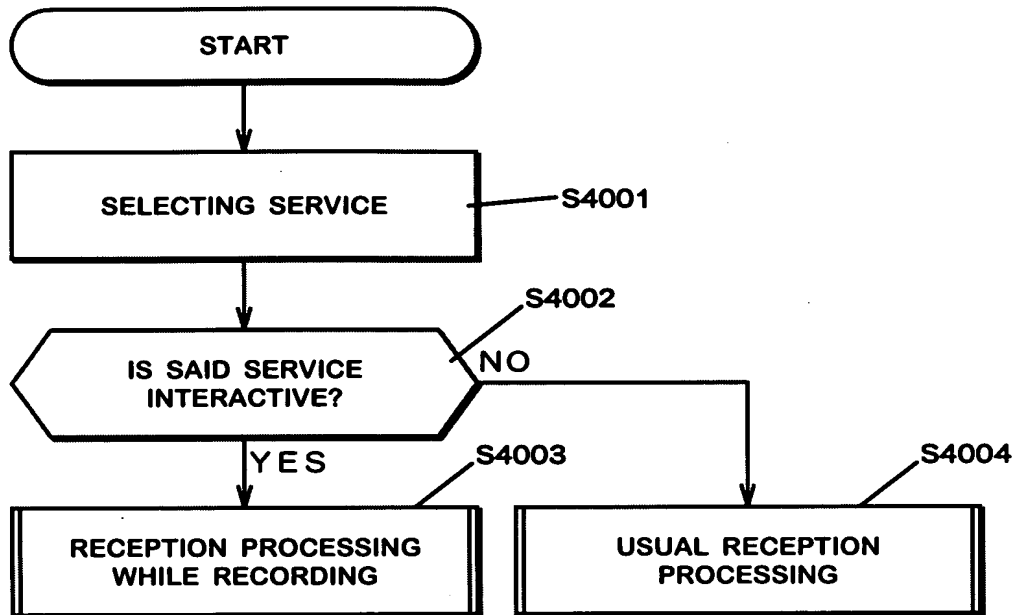 START
SELECTING SERVICE
S4001
S4002
IS SAID SERVICE
INTERACTIVE?
NO
YES
S4003
S4004
RECEPTION PROCESSING
WHILE RECORDING
USUAL RECEPTION
PROCESSING